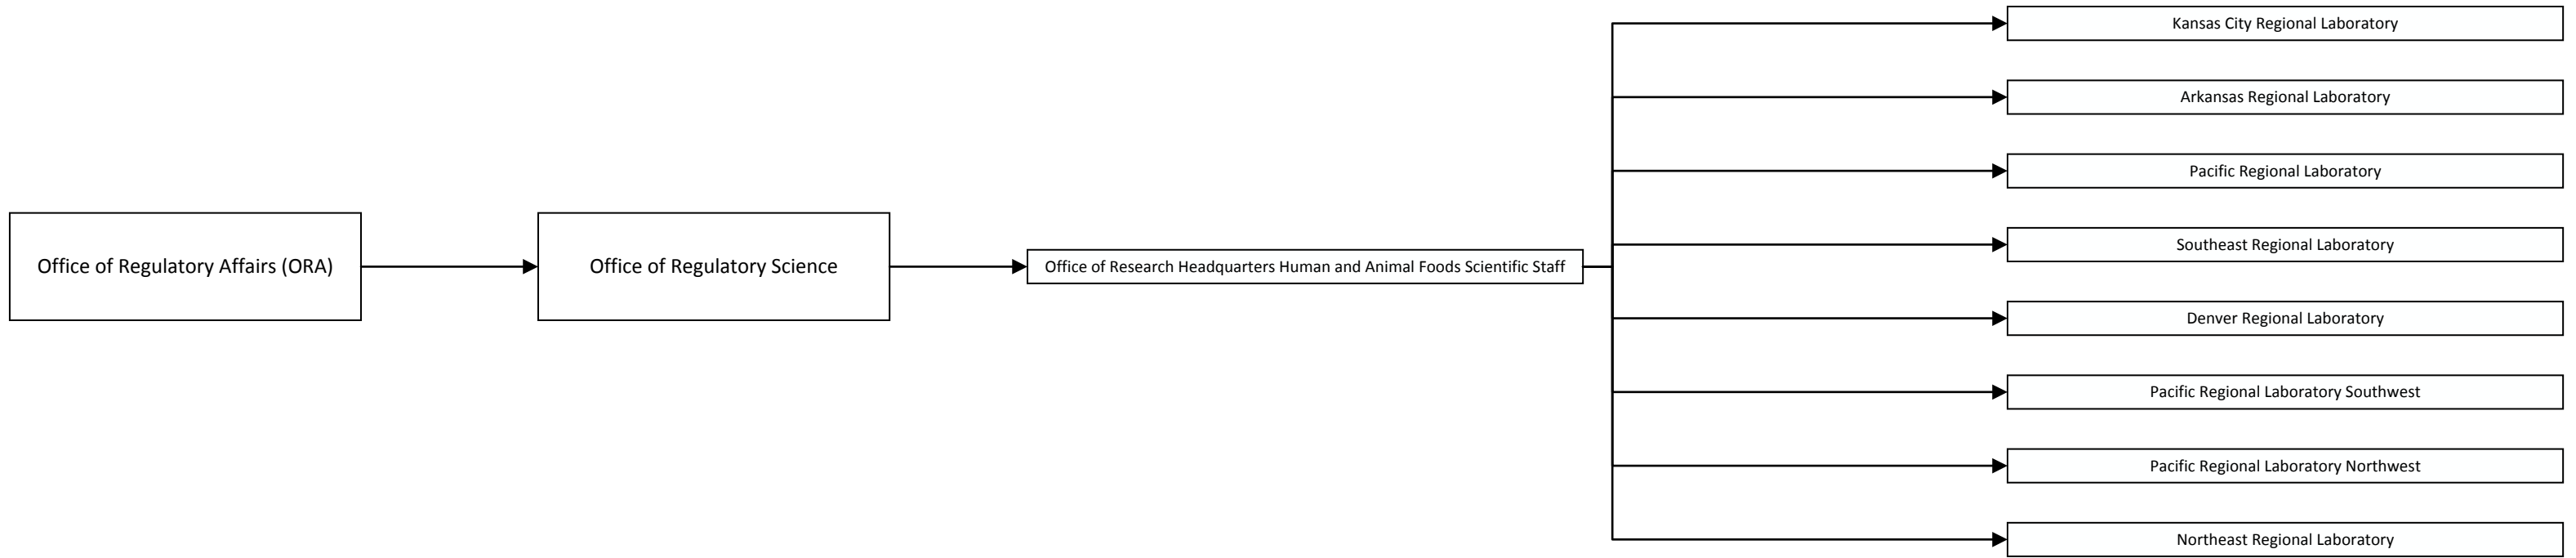 Office of Regulatory Affairs (ORA)
Office of Regulatory Science
Office of Research Headquarters Human and Animal Foods Scientific Staff
Kansas City Regional Laboratory
Arkansas Regional Laboratory
Pacific Regional Laboratory
Southeast Regional Laboratory
Denver Regional Laboratory
Pacific Regional Laboratory Southwest
Pacific Regional Laboratory Northwest
Northeast Regional Laboratory